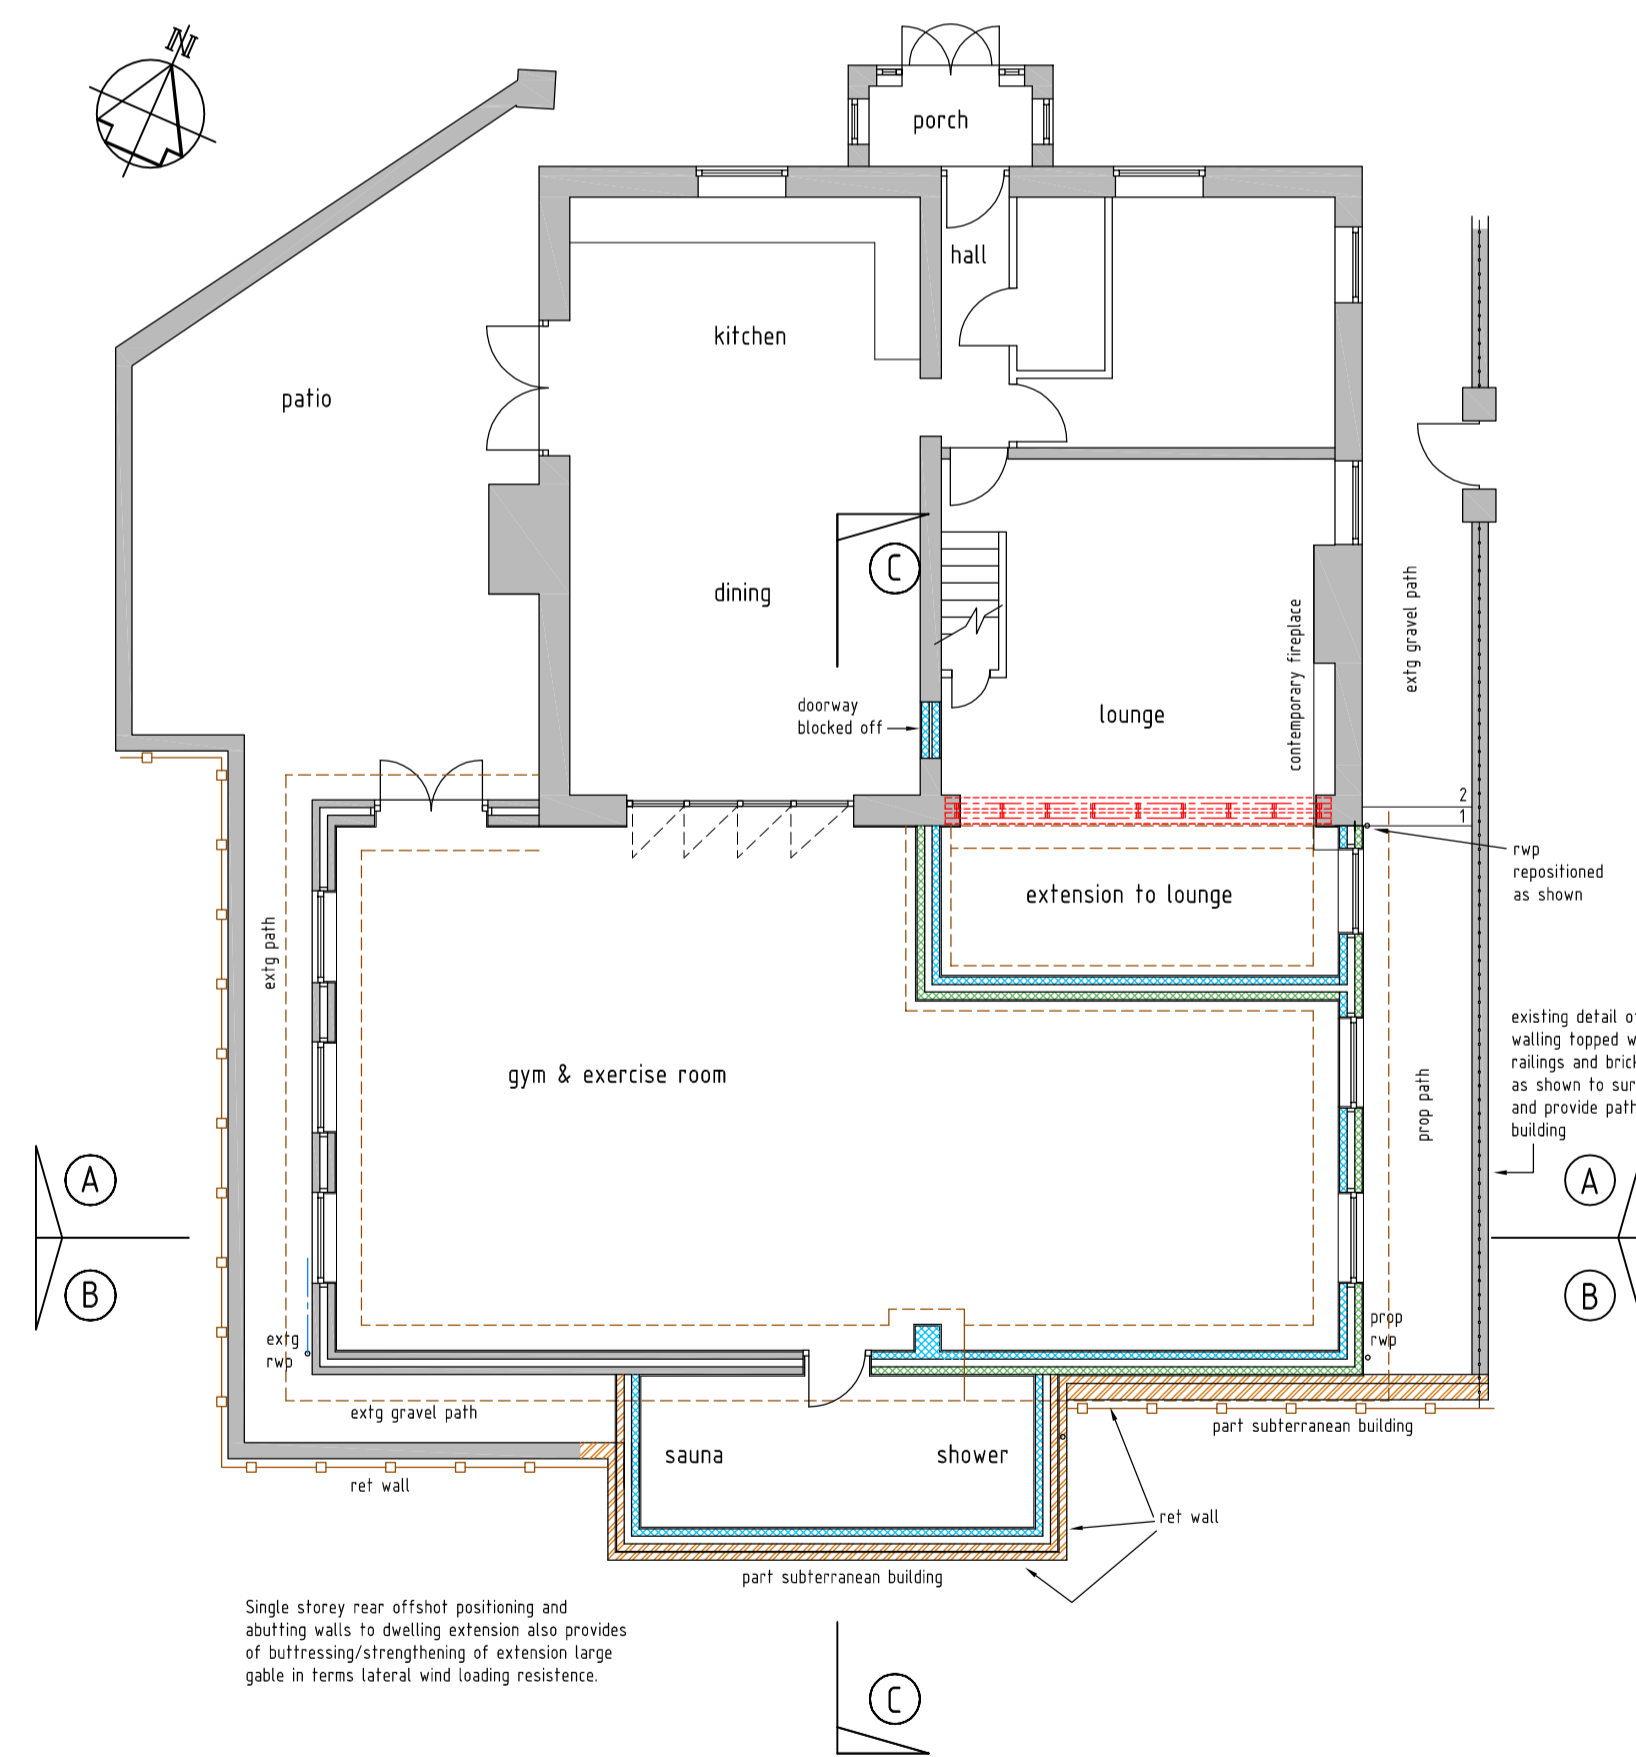 N
porch
hall
kitchen
patio
C
dining
doorway
blocked off
lounge
contemporary fireplace
extg gravel path
2
1
rwp
repositioned
as shown
extension to lounge
extg path
gym & exercise room
prop path
existing detail of
walling topped w
railings and brick
as shown to sur
and provide path
building
A
B
A
B
extg
rwp
prop
rwp
extg gravel path
sauna
shower
part subterranean building
ret wall
ret wall
part subterranean building
Single storey rear offshot positioning and
abutting walls to dwelling extension also provides
of buttressing/strengthening of extension large
gable in terms lateral wind loading resistence.
C